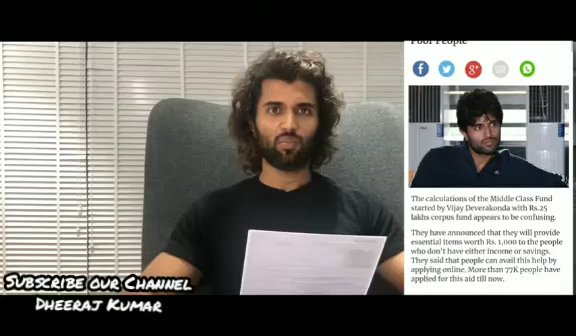 Poor People
The calculations of the Middle Class Fund
started by Vijay Deverakonda with Rs.25
lakhs corpus fund appears to be confusing.
They have announced that they will provide
essential items worth Rs. 1,000 to the people
who don't have either income or savings.
They said that people can avail this help by
applying online. More than 77K people have
applied for this aid till now.
Subscribe our Channel
Dheeraj Kumar